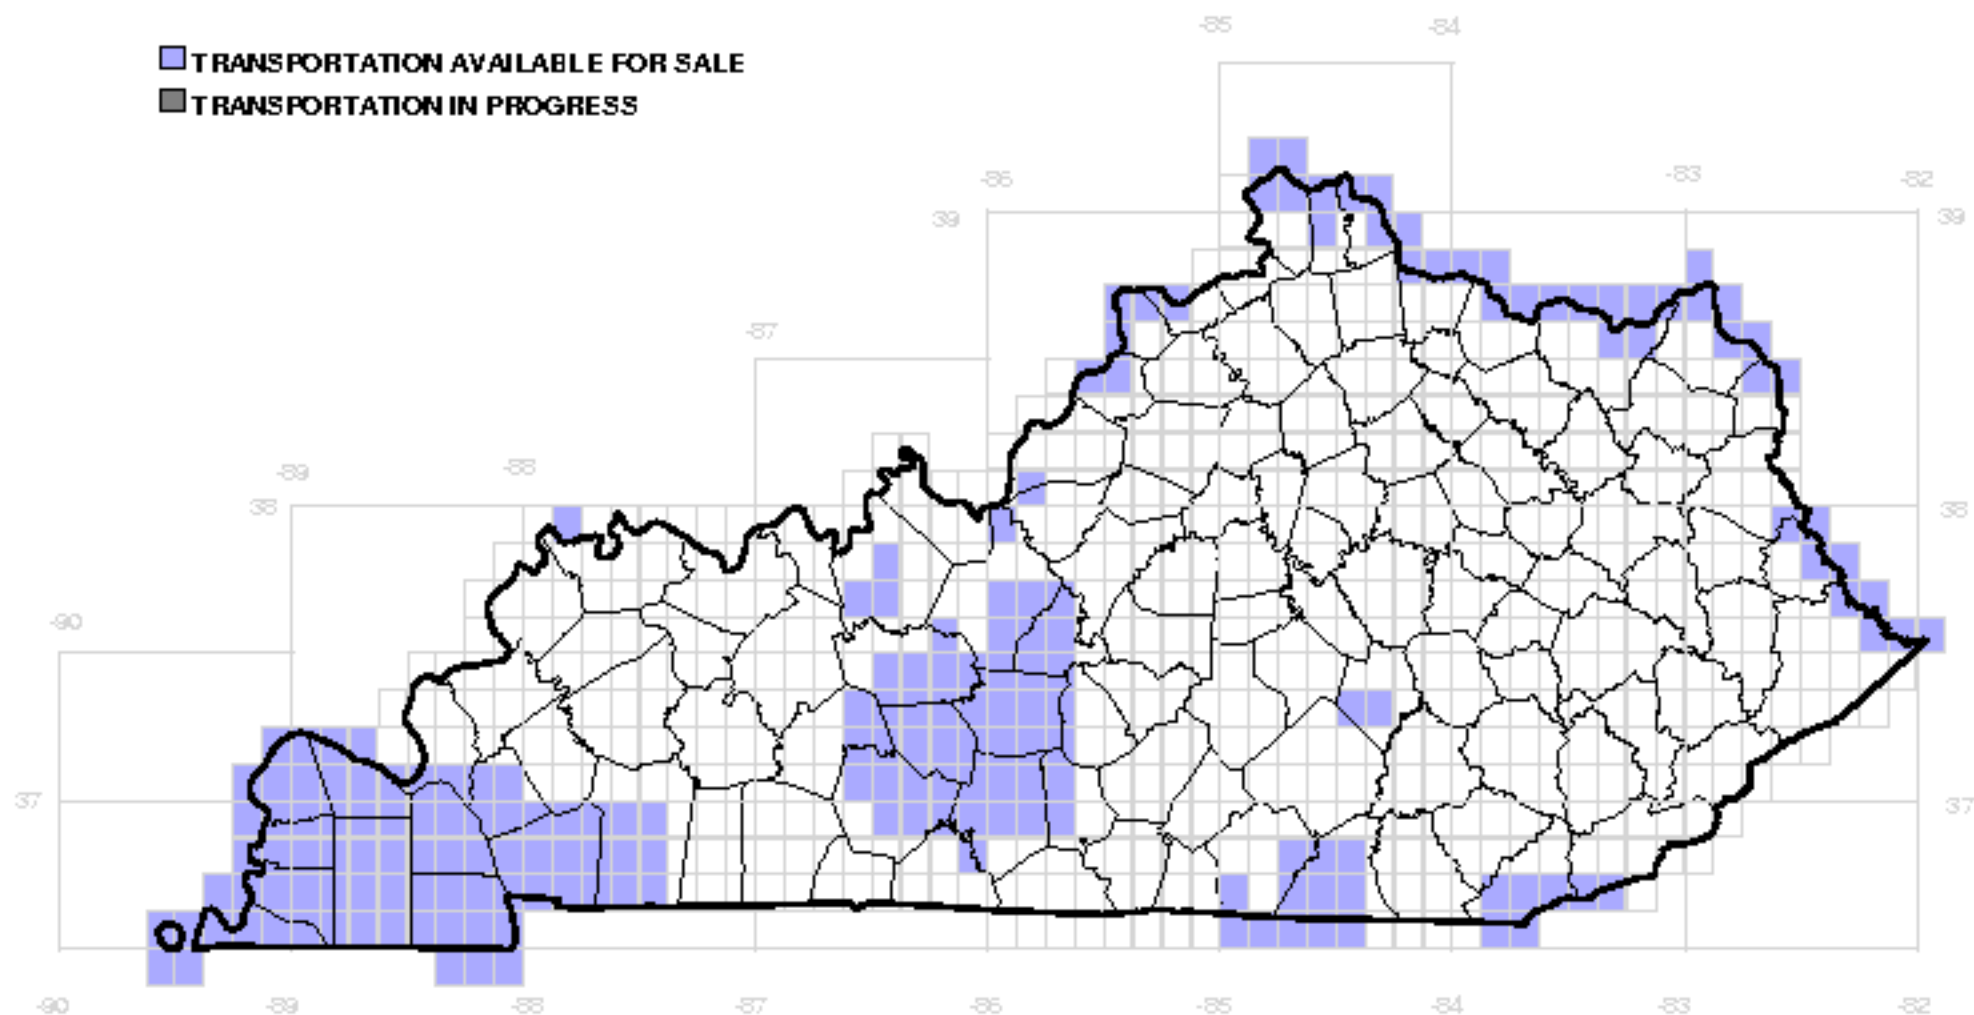 -85 -84
TRANSPORTATION AVAILABLE FOR SALE
TRANSPORTATION IN PROGRESS
-86 -83 -82
39 39
-87
-89 -88
38 38
-90
37 37
-90 -89 -88 -87 -86 -85 -84 -83 -82